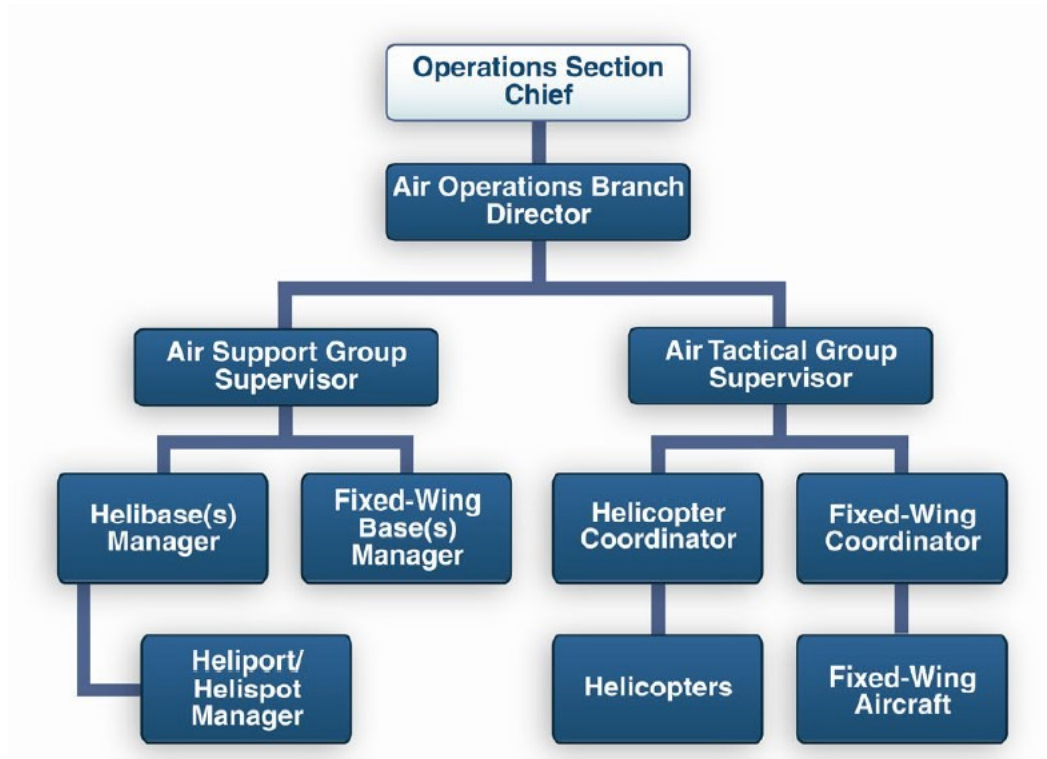 Operations Section
Chief
Air Operations Branch
Director
Air Support Group
Supervisor
Air Tactical Group
Supervisor
Helibase(s)
Manager
Fixed-Wing
Base(s)
Manager
Helicopter
Coordinator
Fixed-Wing
Coordinator
Heliport/
Helispot
Manager
Helicopters
Fixed-Wing
Aircraft